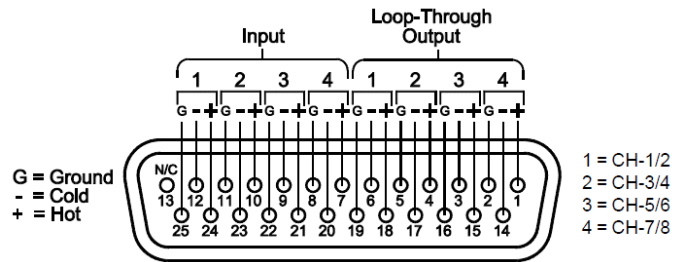 Input
Loop-Through
Output
1 2 3 4 1 2 3 4
G - + G - + G - + G - + G - + G - + G - + G - +
G = Ground
- = Cold
+ = Hot
N/C
13 12 11 10 9 8 7 6 5 4 3 2 1
25 24 23 22 21 20 19 18 17 16 15 14
1 = CH-1/2
2 = CH-3/4
3 = CH-5/6
4 = CH-7/8